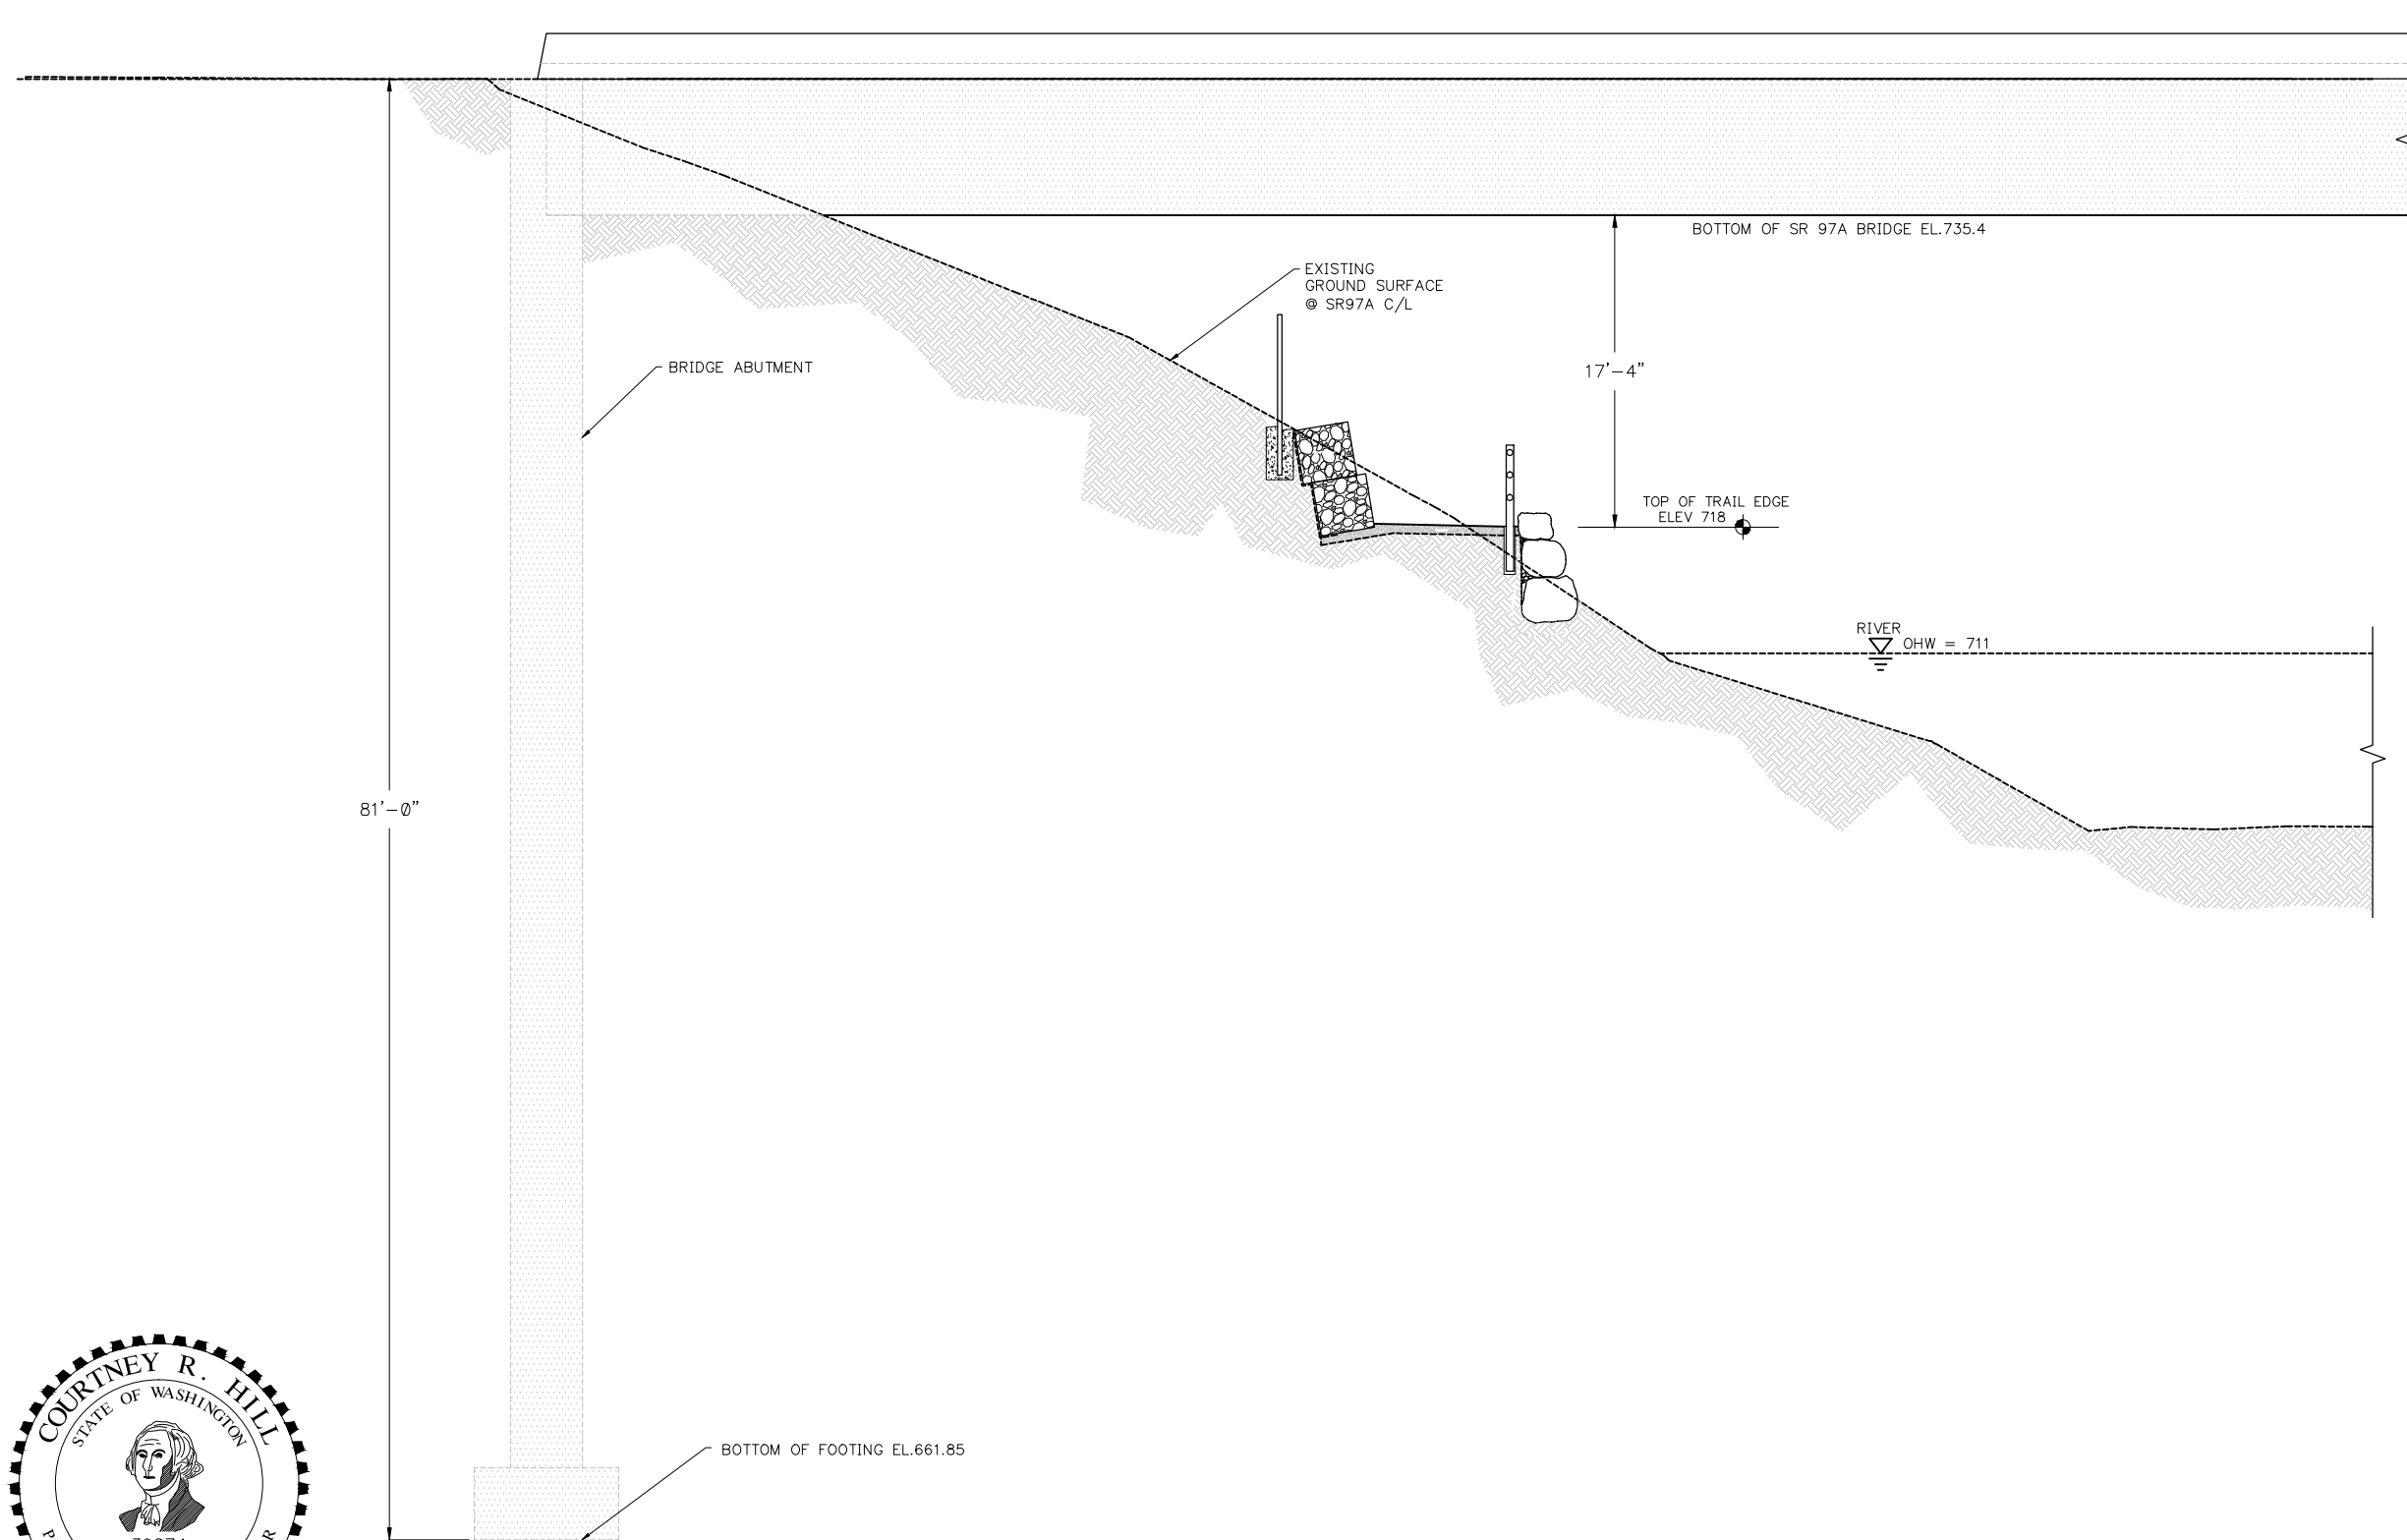 BOTTOM OF SR 97A BRIDGE EL.735.4
EXISTING
GROUND SURFACE
@ SR97A C/L
BRIDGE ABUTMENT
17'-4"
TOP OF TRAIL EDGE
ELEV 718
RIVER
OHW = 711
81'-0"
BOTTOM OF FOOTING EL.661.85
COURTNEY R. HILL
STATE OF WASHINGTON